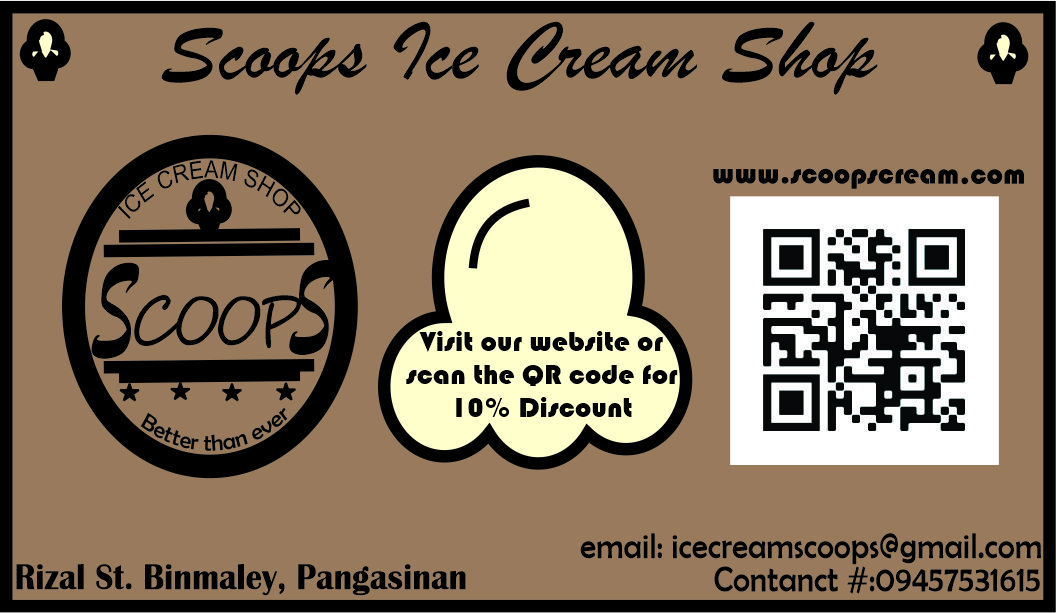 Scoops Ice Cream Shop
ICE CREAM SHOP
SCOOPS
Better than ever
Visit our website or
scan the QR code for
10% Discount
www.scoopscream.com
Rizal St. Binmaley, Pangasinan
email: icecreamscoops@gmail.com
Contanct #:09457531615